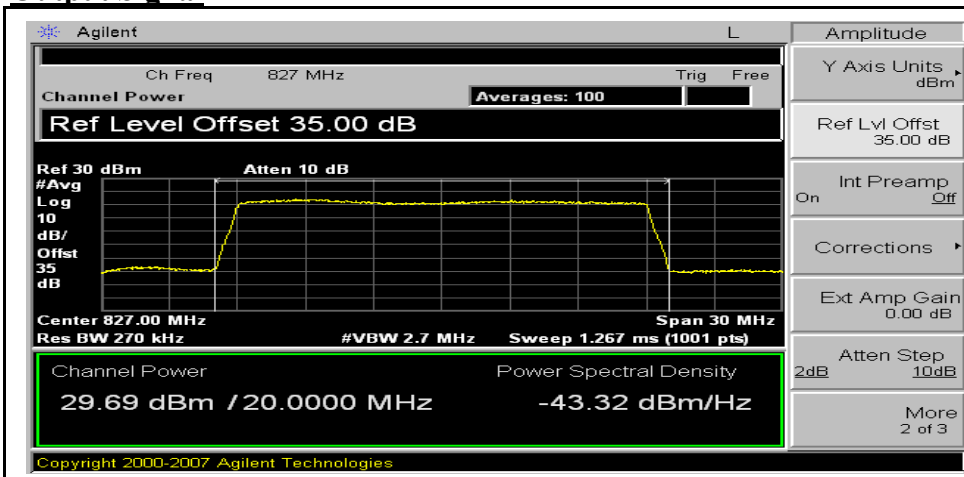 Agilent L
Ch Freq 827 MHz Trig Free
Channel Power Averages: 100
Ref Level Offset 35.00 dB
Ref 30 dBm Atten 10 dB
#Avg
Log
10
dB/
Offst
35
dB
Center 827.00 MHz Span 30 MHz
Res BW 270 kHz #VBW 2.7 MHz Sweep 1.267 ms (1001 pts)
Channel Power Power Spectral Density
29.69 dBm / 20.0000 MHz -43.32 dBm/Hz
Copyright 2000-2007 Agilent Technologies
Amplitude
Y Axis Units
dBm
Ref Lvl Offst
35.00 dB
Int Preamp
On Off
Corrections
Ext Amp Gain
0.00 dB
Atten Step
2dB 10dB
More
2 of 3